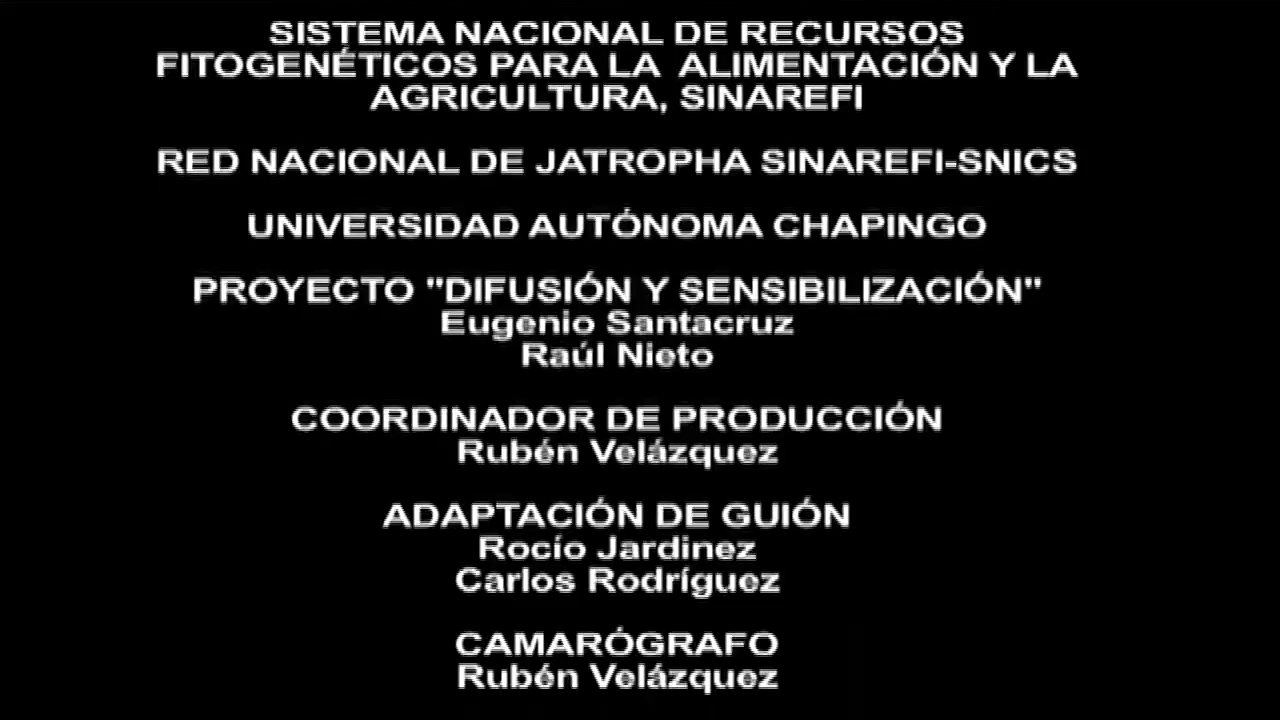 SISTEMA NACIONAL DE RECURSOS
FITOGENÉTICOS PARA LA ALIMENTACIÓN Y LA
AGRICULTURA, SINAREFI
RED NACIONAL DE JATROPHA SINAREFI-SNICS
UNIVERSIDAD AUTÓNOMA CHAPINGO
PROYECTO "DIFUSIÓN Y SENSIBILIZACIÓN"
Eugenio Santacruz
Raúl Nieto
COORDINADOR DE PRODUCCIÓN
Rubén Velázquez
ADAPTACIÓN DE GUIÓN
Rocío Jardinez
Carlos Rodríguez
CAMARÓGRAFO
Rubén Velázquez